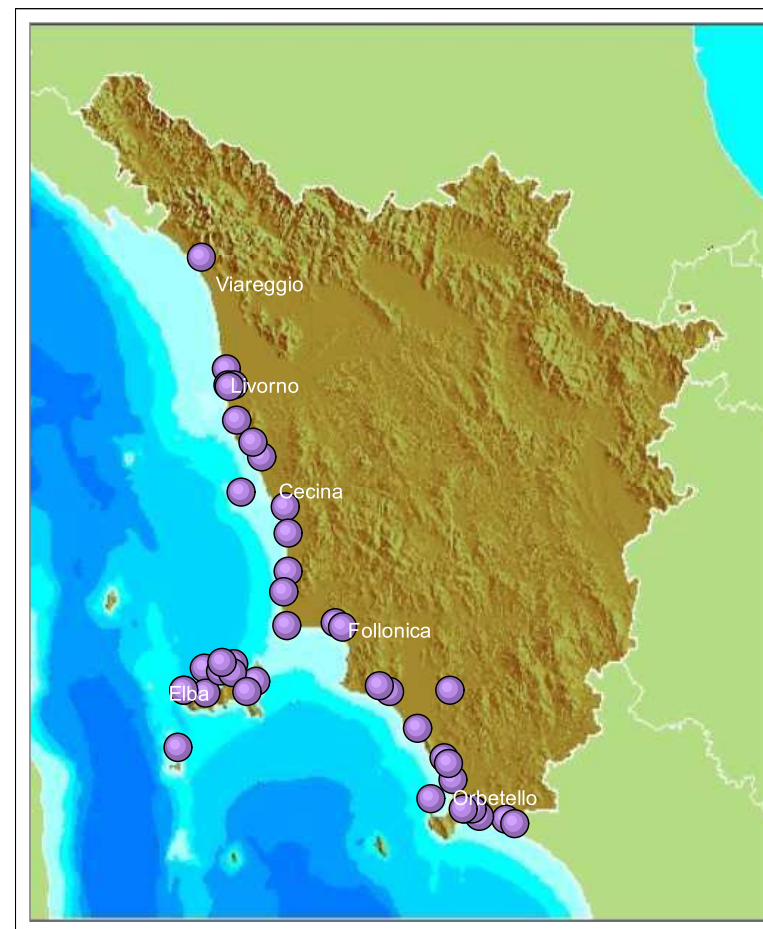 Viareggio
Livorno
Cecina
Follonica
Elba
Orbetello